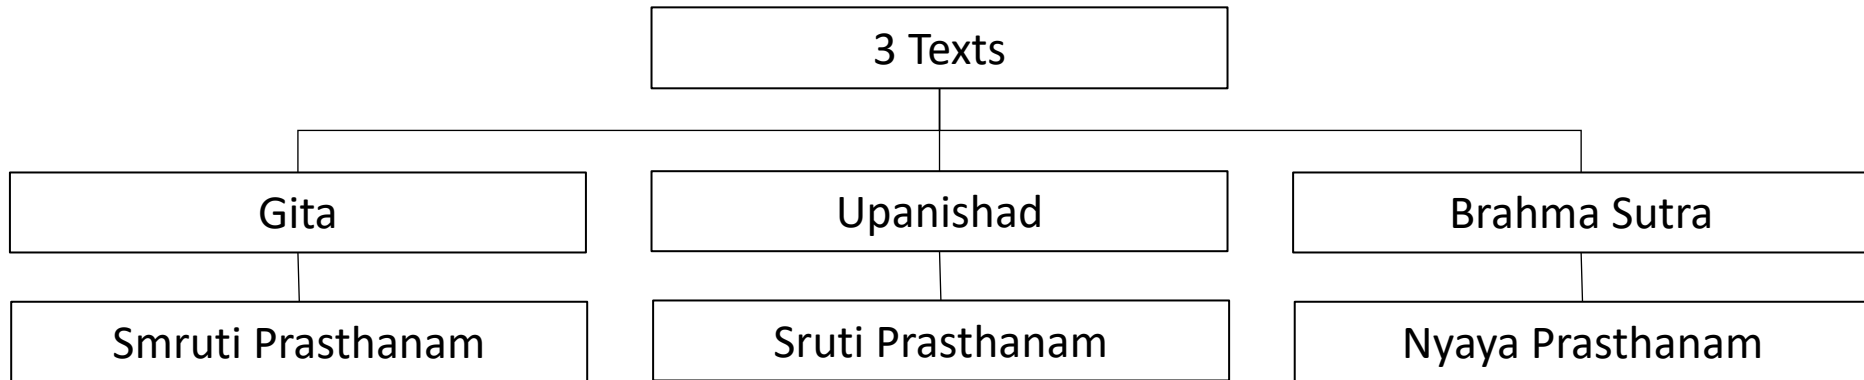 3 Texts
Gita
Upanishad
Brahma Sutra
Smruti Prasthanam
Sruti Prasthanam
Nyaya Prasthanam